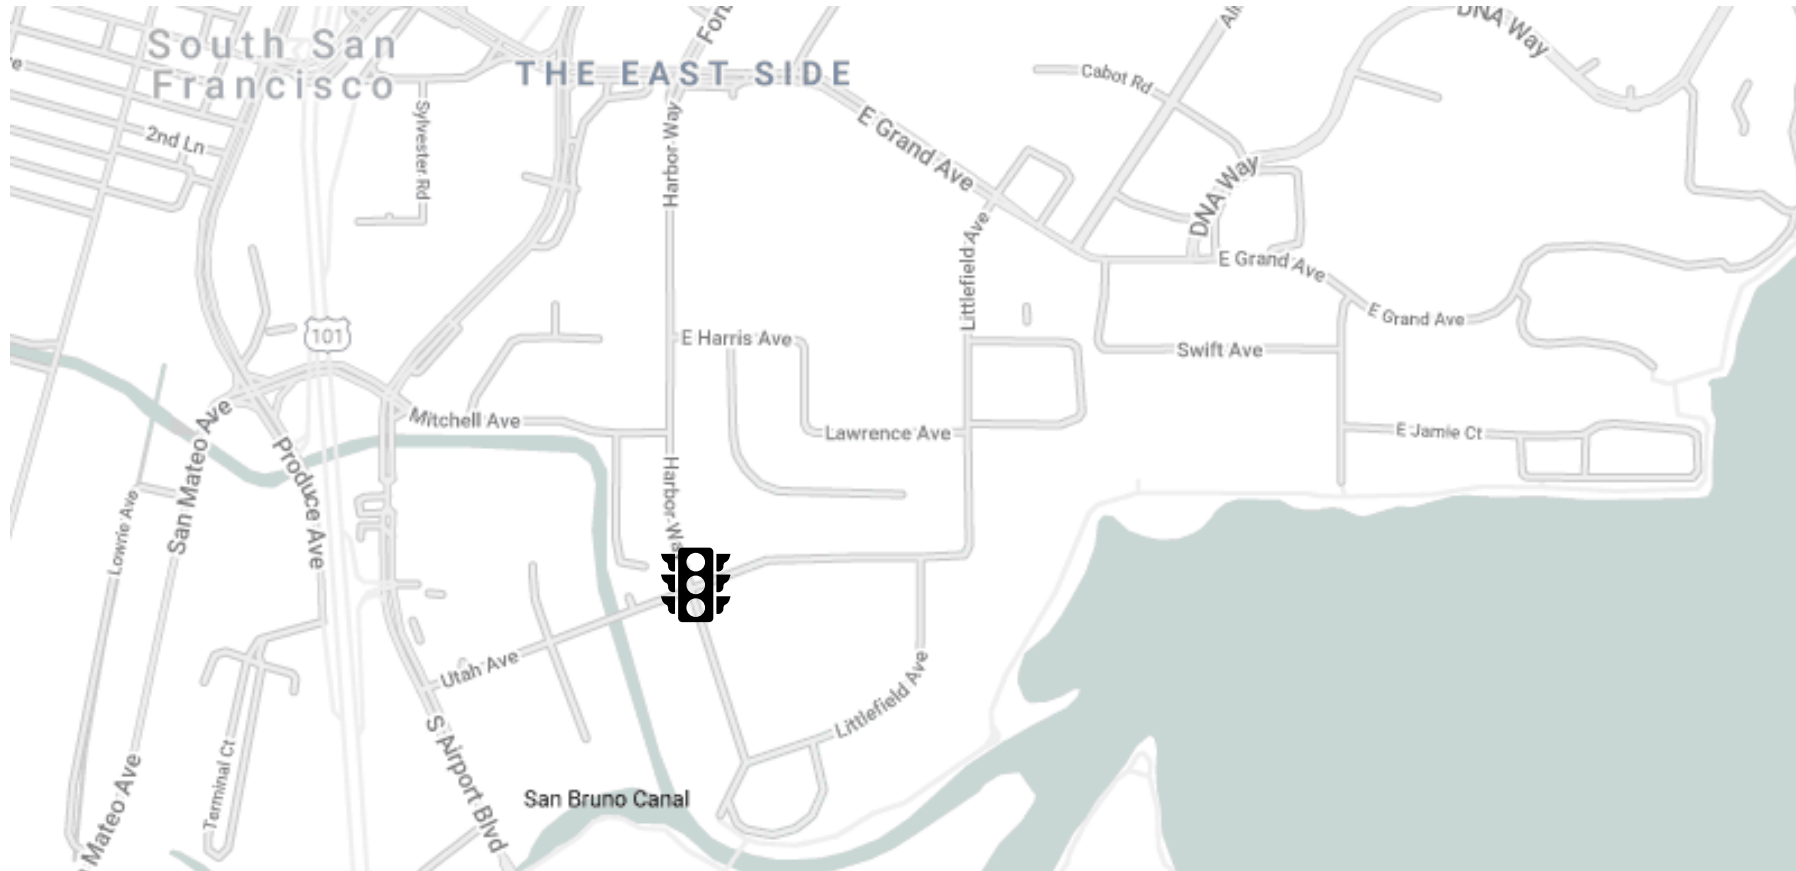 South San
Francisco
THE EAST SIDE
DNA Way
Cabot Rd
Sylvester Rd
Harbor Way
E Grand Ave
2nd Ln
DNA Way
Littlefield Ave
E Grand Ave
E Grand Ave
101
E Harris Ave
Swift Ave
Mitchell Ave
Lawrence Ave
E Jamie Ct
San Mateo Ave
Produce Ave
Harbor Wa
Lowrie Ave
Utah Ave
Littlefield Ave
S Airport Blvd
Terminal Ct
San Bruno Canal
Mateo Ave